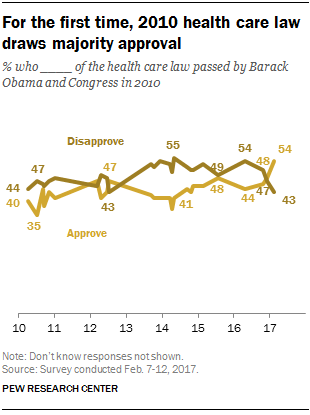 For the first time, 2010 health care law
draws majority approval
% who ____ of the health care law passed by Barack
Obama and Congress in 2010
Disapprove
55
54
54
47
47
49
48
44
40
43
41
48
44
47
43
35
Approve
10 11 12 13 14 15 16 17
Note: Don't know responses not shown.
Source: Survey conducted Feb. 7-12, 2017.
PEW RESEARCH CENTER